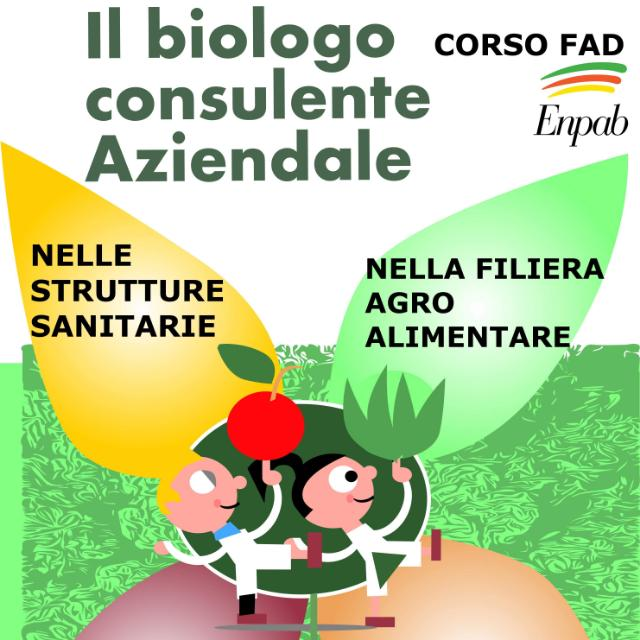 Il biologo
consulente
Aziendale
CORSO FAD
Enpab
NELLE
STRUTTURE
SANITARIE
NELLA FILIERA
AGRO
ALIMENTARE